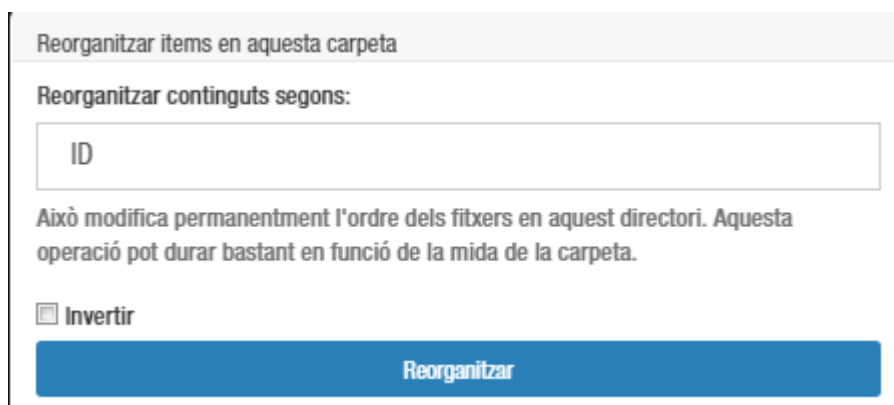 Reorganitzar items en aquesta carpeta
Reorganitzar continguts segons:
ID
Això modifica permanentment l'ordre dels fitxers en aquest directori. Aquesta
operació pot durar bastant en funció de la mida de la carpeta.
Invertir
Reorganitzar